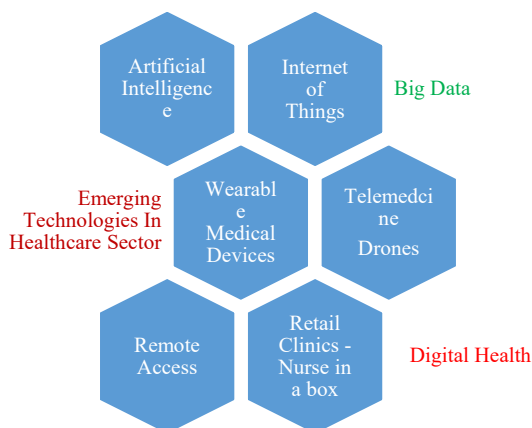 Artificial
Intelligenc
e
Internet
of
Things
Big Data
Emerging
Technologies In
Healthcare Sector
Wearabl
e
Medical
Devices
Telemedci
ne
Drones
Remote
Access
Retail
Clinics -
Nurse in
a box
Digital Health